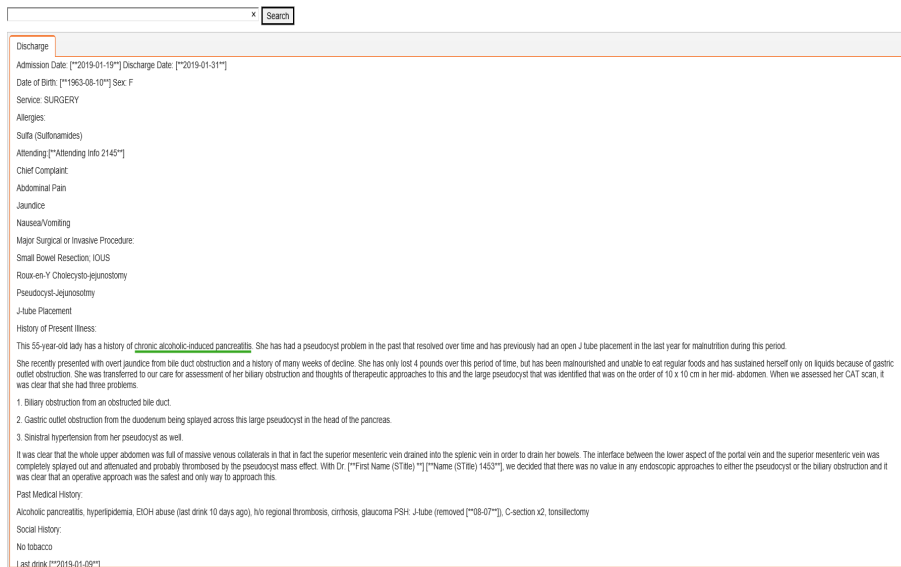 x Search
Discharge
Admission Date: [**2019-01-19**] Discharge Date: [**2019-01-31**]
Date of Birth: [**1963-08-10**] Sex: F
Service: SURGERY
Allergies:
Sulfa (Sulfonamides)
Attending:[**Attending Info 2145**]
Chief Complaint:
Abdominal Pain
Jaundice
Nausea/Vomiting
Major Surgical or Invasive Procedure:
Small Bowel Resection; IOUS
Roux-en-Y Cholecysto-jejunostomy
Pseudocyst-Jejunosotmy
J-tube Placement
History of Present Illness:
This 55-year-old lady has a history of chronic alcoholic-induced pancreatitis. She has had a pseudocyst problem in the past that resolved over time and has previously had an open J tube placement in the last year for malnutrition during this period.
She recently presented with overt jaundice from bile duct obstruction and a history of many weeks of decline. She has only lost 4 pounds over this period of time, but has been malnourished and unable to eat regular foods and has sustained herself only on liquids because of gastric
outlet obstruction. She was transferred to our care for assessment of her biliary obstruction and thoughts of therapeutic approaches to this and the large pseudocyst that was identified that was on the order of 10 x 10 cm in her mid- abdomen. When we assessed her CAT scan, it
was clear that she had three problems.
1. Biliary obstruction from an obstructed bile duct.
2. Gastric outlet obstruction from the duodenum being splayed across this large pseudocyst in the head of the pancreas.
3. Sinistral hypertension from her pseudocyst as well.
It was clear that the whole upper abdomen was full of massive venous collaterals in that in fact the superior mesenteric vein drained into the splenic vein in order to drain her bowels. The interface between the lower aspect of the portal vein and the superior mesenteric vein was
completely splayed out and attenuated and probably thrombosed by the pseudocyst mass effect. With Dr. [**First Name (STitle) **] [**Name (STitle) 1453**], we decided that there was no value in any endoscopic approaches to either the pseudocyst or the biliary obstruction and it
was clear that an operative approach was the safest and only way to approach this.
Past Medical History:
Alcoholic pancreatitis, hyperlipidemia, EtOH abuse (last drink 10 days ago), h/o regional thrombosis, cirrhosis, glaucoma PSH: J-tube (removed [**08-07**]), C-section x2, tonsillectomy
Social History:
No tobacco
Last drink [**2019-01-09**]